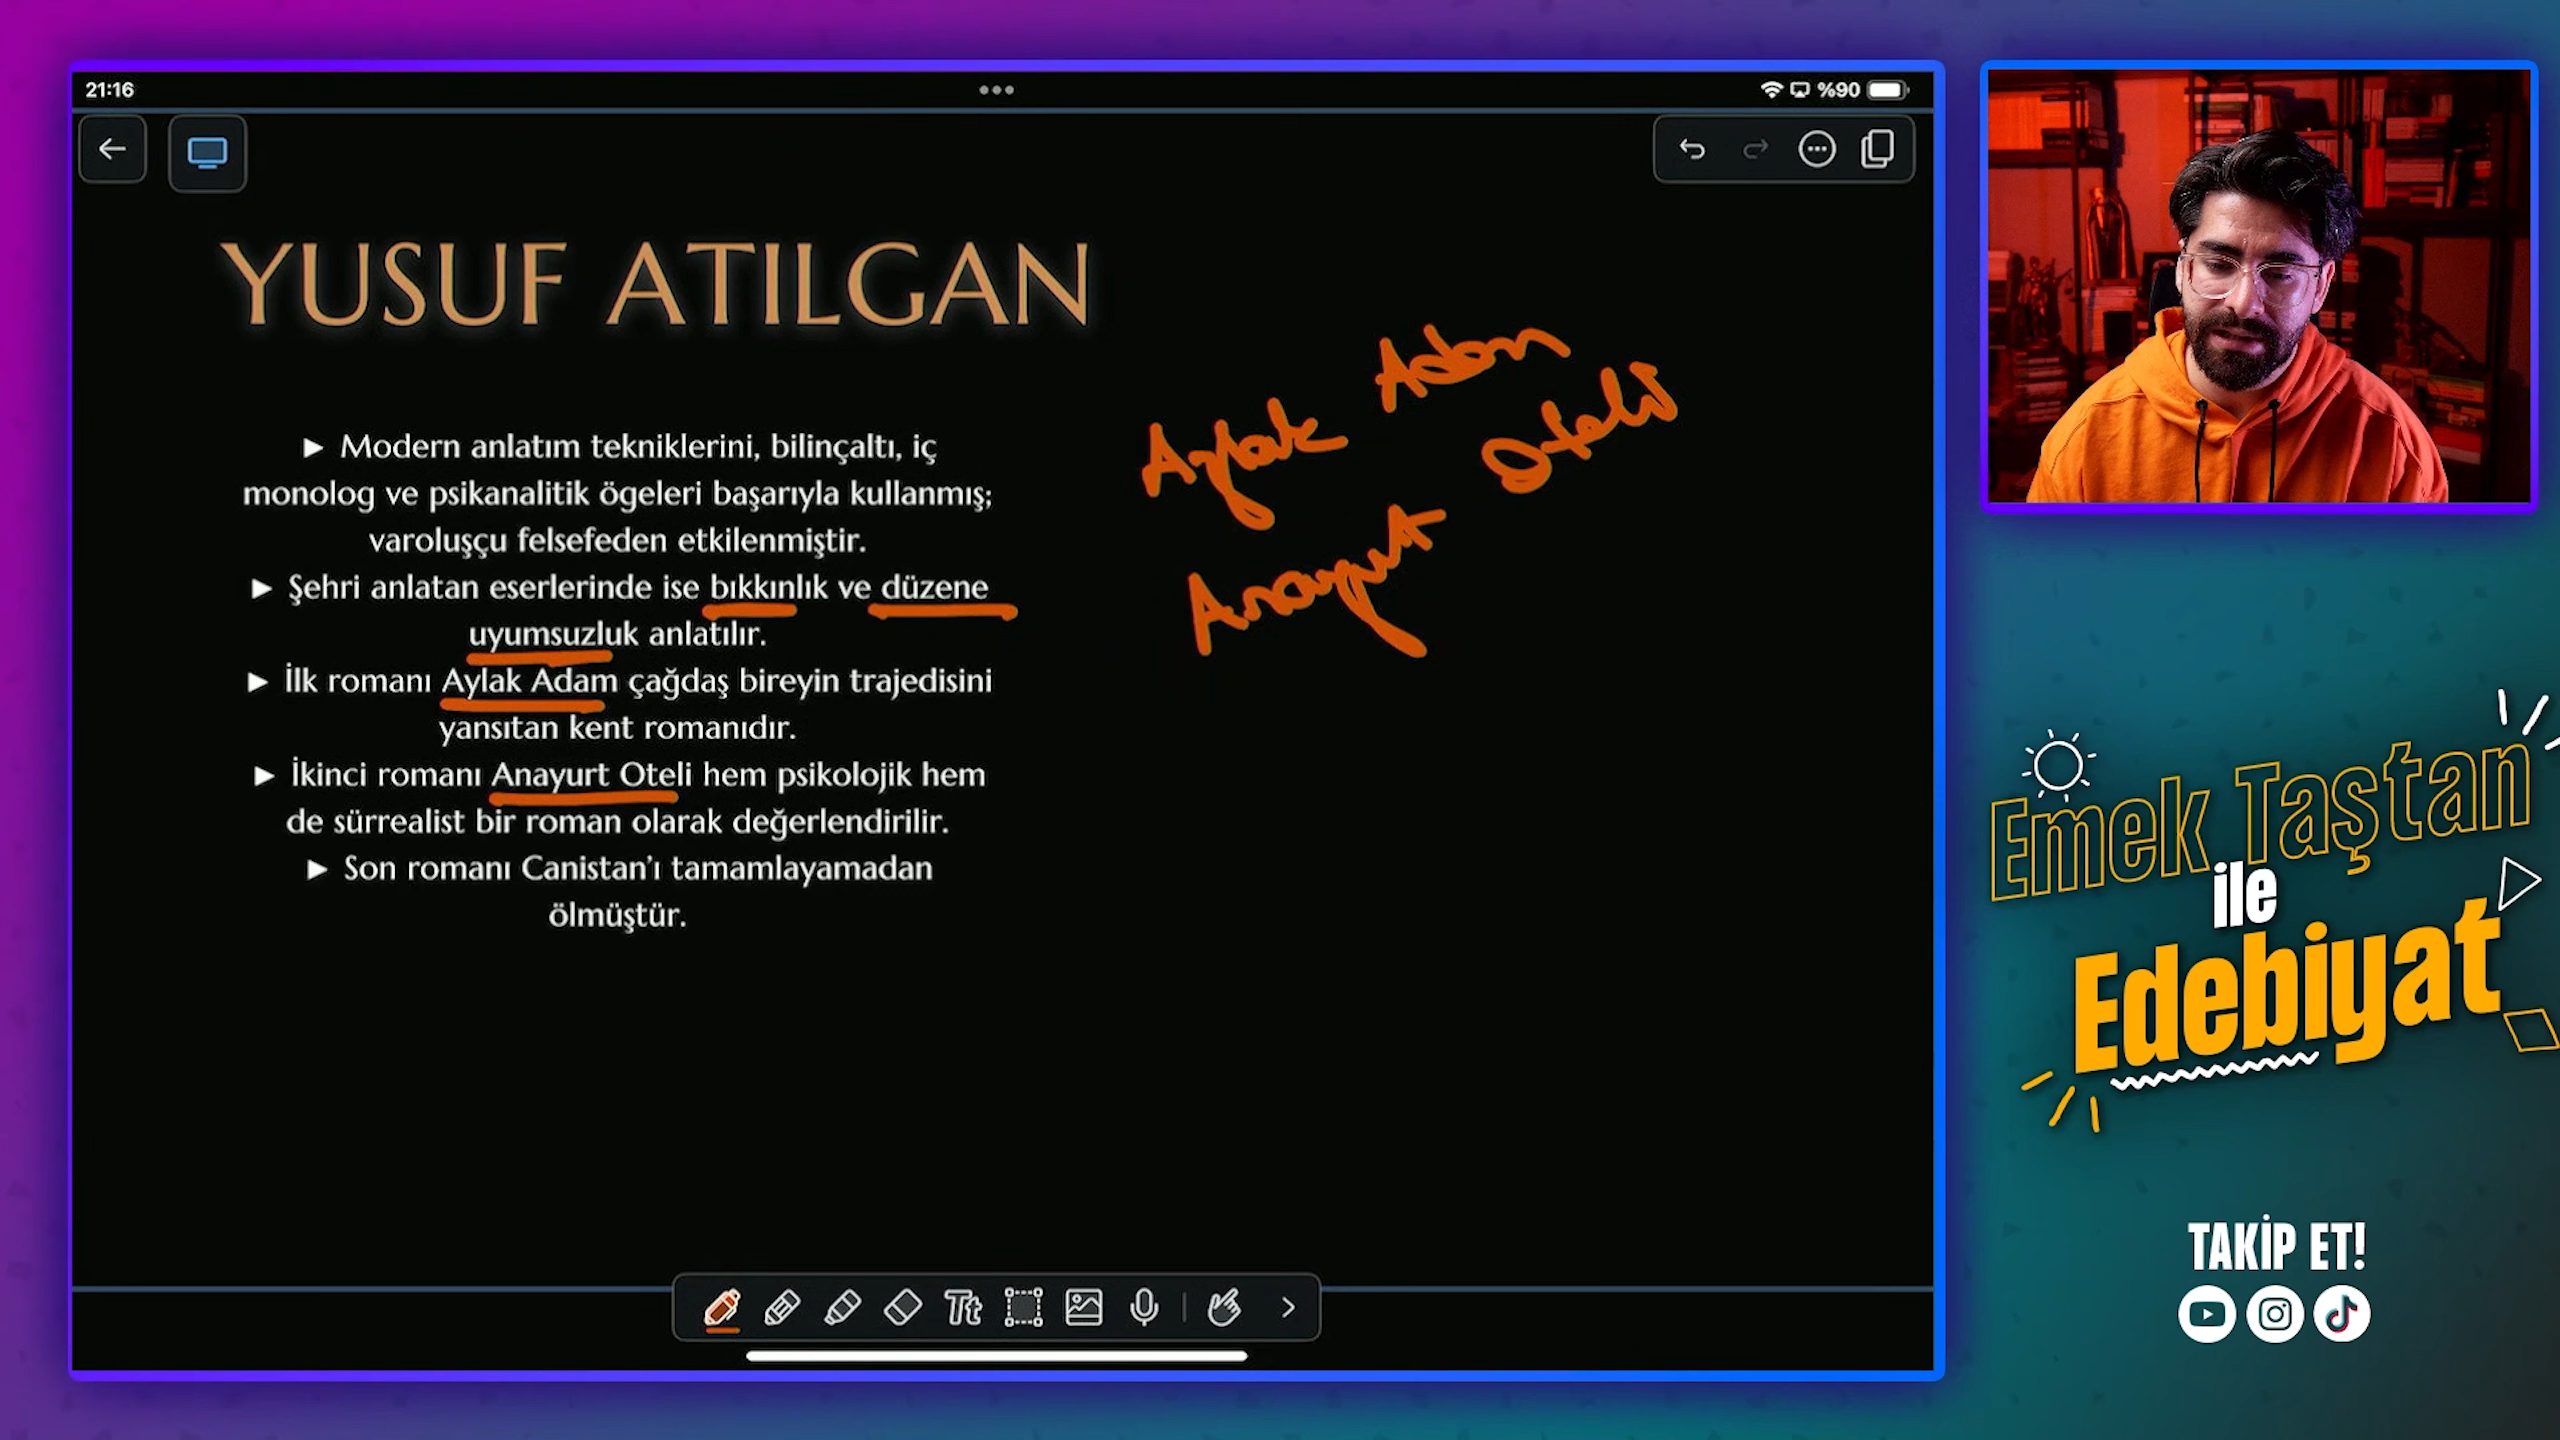 21:16
%90
YUSUF ATILGAN
► Modern anlatım tekniklerini, bilinçaltı, iç
monolog ve psikanalitik ögeleri başarıyla kullanmış;
varoluşçu felsefeden etkilenmiştir.
► Şehri anlatan eserlerinde ise bıkkınlık ve düzene
uyumsuzluk anlatılır.
► İlk romanı Aylak Adam çağdaş bireyin trajedisini
yansıtan kent romanıdır.
► İkinci romanı Anayurt Oteli hem psikolojik hem
de sürrealist bir roman olarak değerlendirilir.
► Son romanı Canistan’ı tamamlayamadan
ölmüştür.
Aylak Adam
Anayurt Oteli
Tt
Emek Taştan
ile
Edebiyat
TAKİP ET!